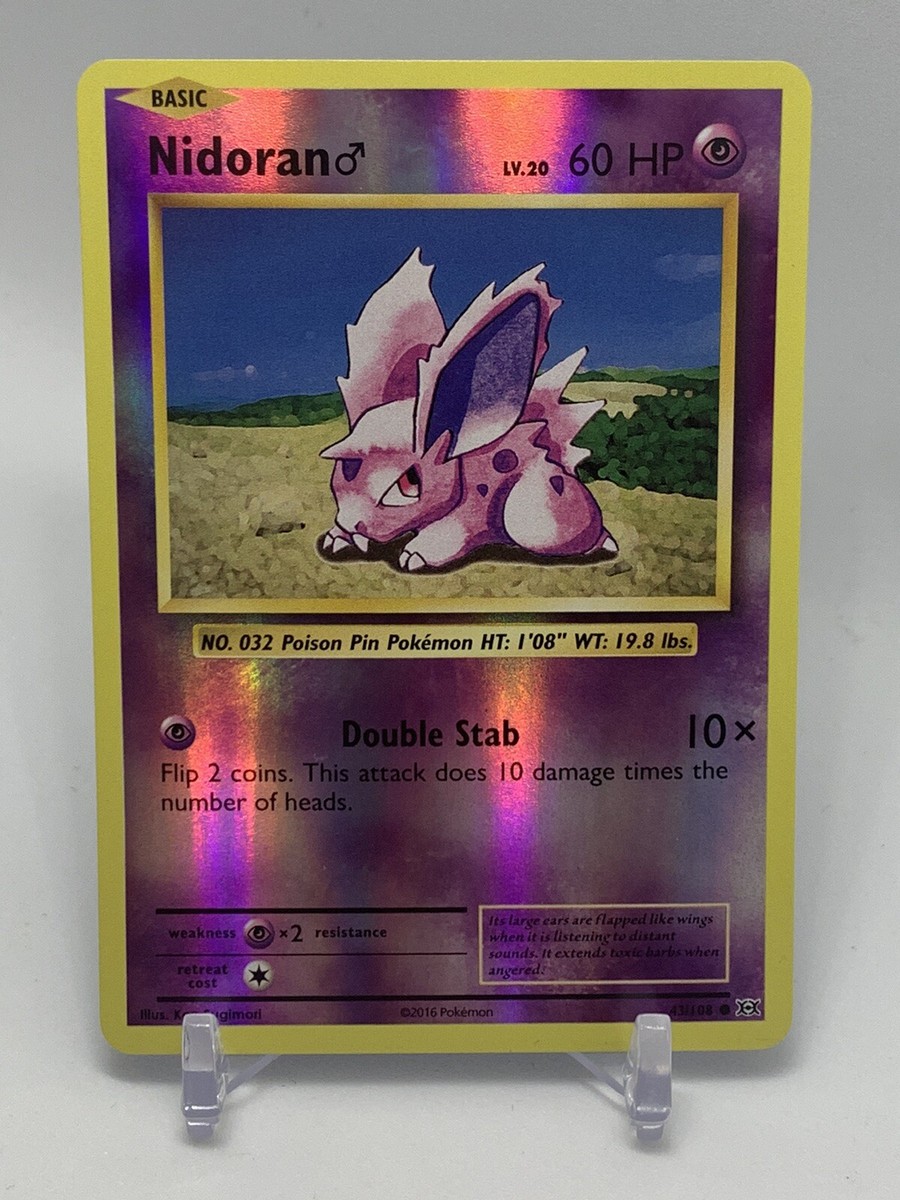 BASIC
Nidoran♂ LV.20 60 HP
NO. 032 Poison Pin Pokémon HT: 1'08" WT: 19.8 lbs.
Double Stab 10×
Flip 2 coins. This attack does 10 damage times the
number of heads.
weakness ×2 resistance
retreat
cost
Its large ears are flapped like wings
when it is listening to distant
sounds. It extends toxic barbs when
angered.
Illus. ©2016 Pokémon 43/108